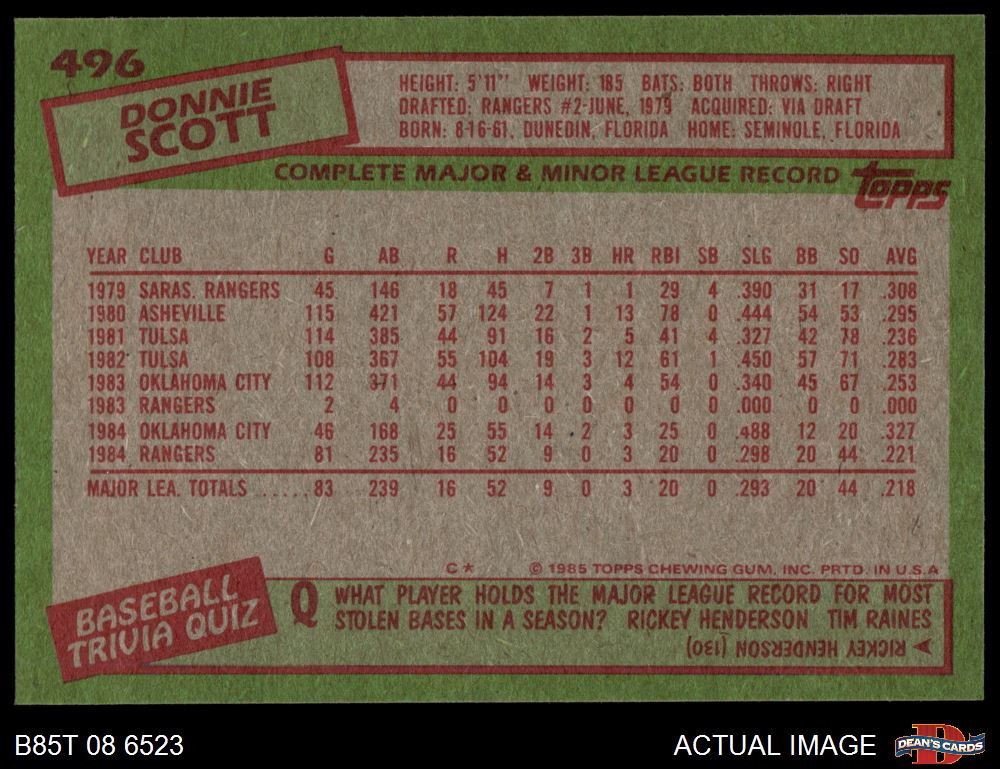 496
DONNIE
SCOTT
HEIGHT: 5'11" WEIGHT: 185 BATS: BOTH THROWS: RIGHT
DRAFTED: RANGERS #2-JUNE, 1979 ACQUIRED: VIA DRAFT
BORN: 8-16-61, DUNEDIN, FLORIDA HOME: SEMINOLE, FLORIDA
COMPLETE MAJOR & MINOR LEAGUE RECORD topps
YEAR CLUB G AB R H 2B 3B HR RBI SB SLG BB SO AVG
1979 SARAS. RANGERS 45 146 18 45 7 1 1 29 4 .390 31 17 .308
1980 ASHEVILLE 115 421 57 124 22 1 13 78 0 .444 54 53 .295
1981 TULSA 114 385 44 91 16 2 5 41 4 .327 42 78 .236
1982 TULSA 108 367 55 104 19 3 12 61 1 .450 57 71 .283
1983 OKLAHOMA CITY 112 371 44 94 14 3 4 54 0 .340 45 67 .253
1983 RANGERS 2 4 0 0 0 0 0 0 0 .000 0 0 .000
1984 OKLAHOMA CITY 46 168 25 55 14 2 3 25 0 .488 12 20 .327
1984 RANGERS 81 235 16 52 9 0 3 20 0 .298 20 44 .221
MAJOR LEA. TOTALS ......83 239 16 52 9 0 3 20 0 .293 20 44 .218
C* © 1985 TOPPS CHEWING GUM, INC. PRTD. IN U.S.A
BASEBALL
TRIVIA QUIZ
Q WHAT PLAYER HOLDS THE MAJOR LEAGUE RECORD FOR MOST
STOLEN BASES IN A SEASON? RICKEY HENDERSON TIM RAINES
RICKEY HENDERSON (130)
B85T 08 6523
ACTUAL IMAGE
DEAN'S CARDS